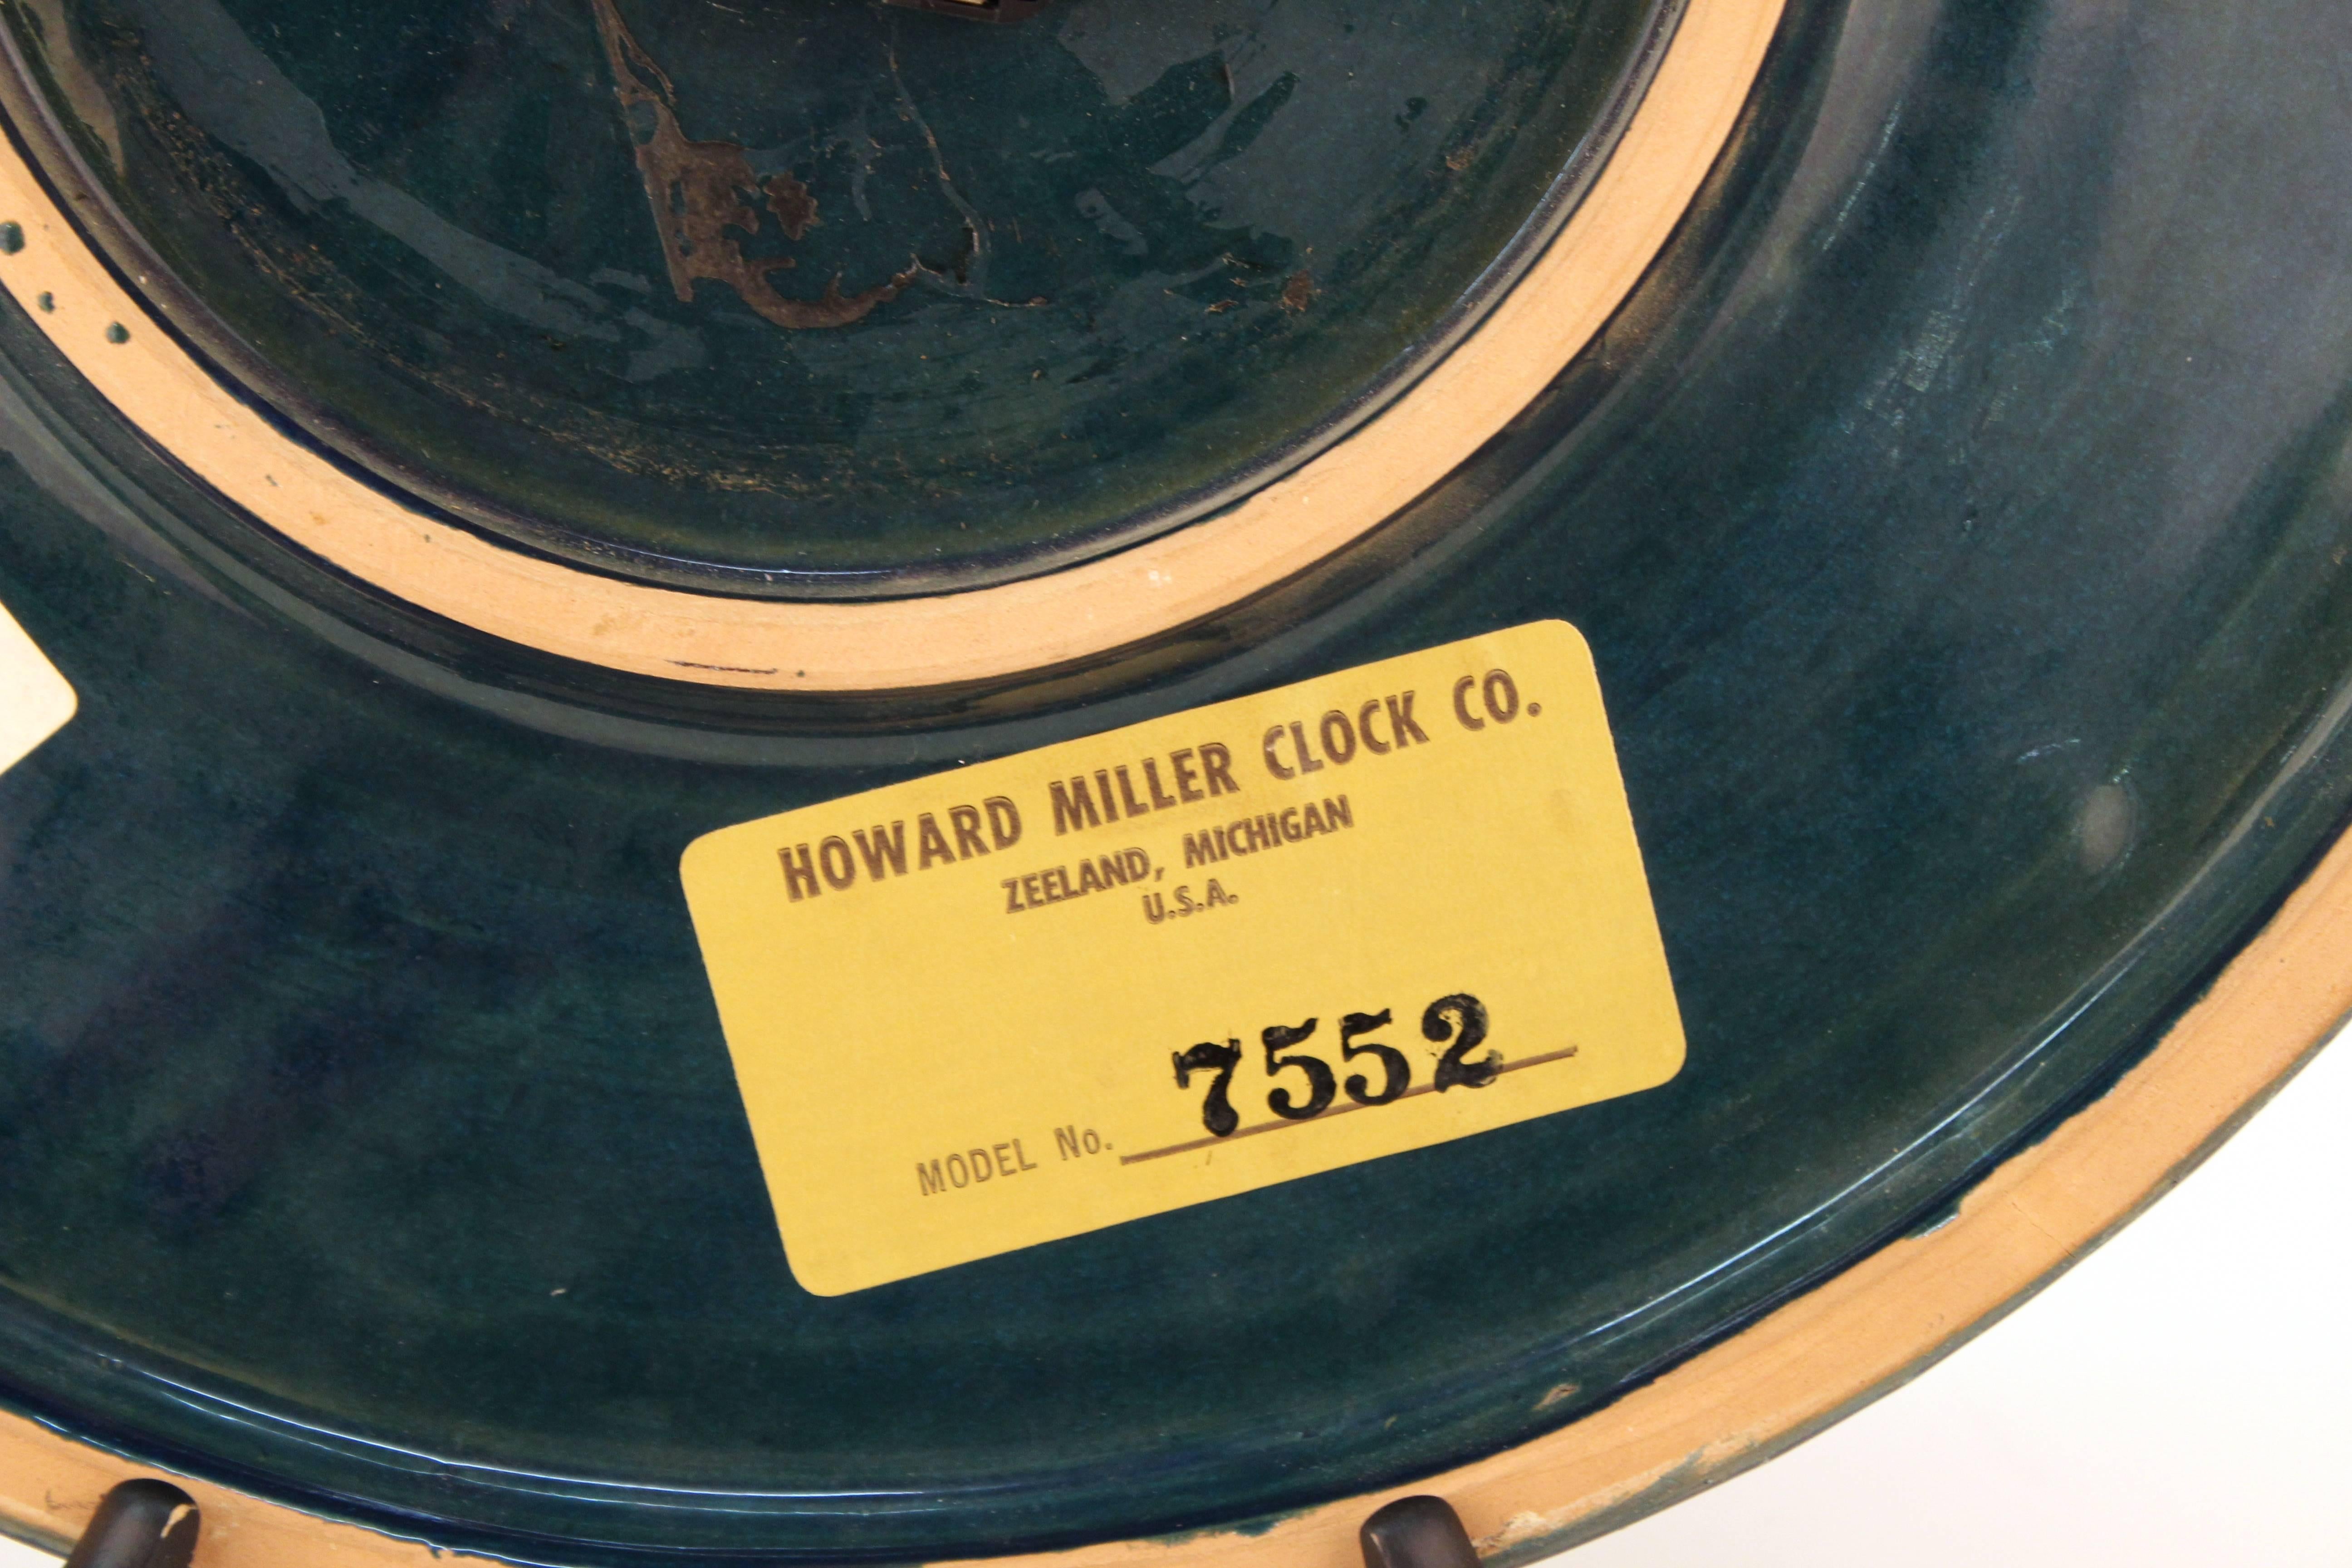 HOWARD MILLER CLOCK CO.
ZEELAND, MICHIGAN
U.S.A.
MODEL No. 7552